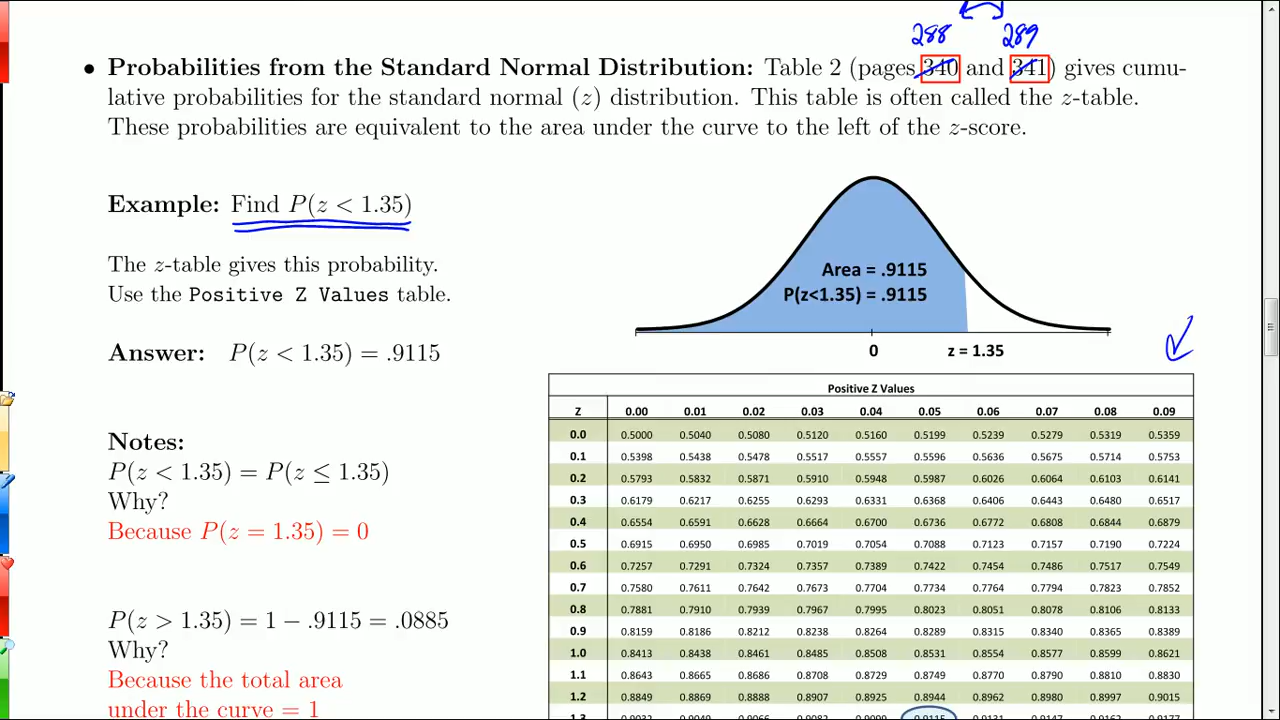 288 289
• Probabilities from the Standard Normal Distribution: Table 2 (pages 340 and 341) gives cumu-
lative probabilities for the standard normal (z) distribution. This table is often called the z-table.
These probabilities are equivalent to the area under the curve to the left of the z-score.
Example: Find P(z < 1.35)
The z-table gives this probability.
Use the Positive Z Values table.
Answer: P(z < 1.35) = .9115
Notes:
P(z < 1.35) = P(z ≤ 1.35)
Why?
Because P(z = 1.35) = 0
P(z > 1.35) = 1 − .9115 = .0885
Why?
Because the total area
under the curve = 1
Area = .9115
P(z<1.35) = .9115
0 z = 1.35
Positive Z Values
Z 0.00 0.01 0.02 0.03 0.04 0.05 0.06 0.07 0.08 0.09
0.0 0.5000 0.5040 0.5080 0.5120 0.5160 0.5199 0.5239 0.5279 0.5319 0.5359
0.1 0.5398 0.5438 0.5478 0.5517 0.5557 0.5596 0.5636 0.5675 0.5714 0.5753
0.2 0.5793 0.5832 0.5871 0.5910 0.5948 0.5987 0.6026 0.6064 0.6103 0.6141
0.3 0.6179 0.6217 0.6255 0.6293 0.6331 0.6368 0.6406 0.6443 0.6480 0.6517
0.4 0.6554 0.6591 0.6628 0.6664 0.6700 0.6736 0.6772 0.6808 0.6844 0.6879
0.5 0.6915 0.6950 0.6985 0.7019 0.7054 0.7088 0.7123 0.7157 0.7190 0.7224
0.6 0.7257 0.7291 0.7324 0.7357 0.7389 0.7422 0.7454 0.7486 0.7517 0.7549
0.7 0.7580 0.7611 0.7642 0.7673 0.7704 0.7734 0.7764 0.7794 0.7823 0.7852
0.8 0.7881 0.7910 0.7939 0.7967 0.7995 0.8023 0.8051 0.8078 0.8106 0.8133
0.9 0.8159 0.8186 0.8212 0.8238 0.8264 0.8289 0.8315 0.8340 0.8365 0.8389
1.0 0.8413 0.8438 0.8461 0.8485 0.8508 0.8531 0.8554 0.8577 0.8599 0.8621
1.1 0.8643 0.8665 0.8686 0.8708 0.8729 0.8749 0.8770 0.8790 0.8810 0.8830
1.2 0.8849 0.8869 0.8888 0.8907 0.8925 0.8944 0.8962 0.8980 0.8997 0.9015